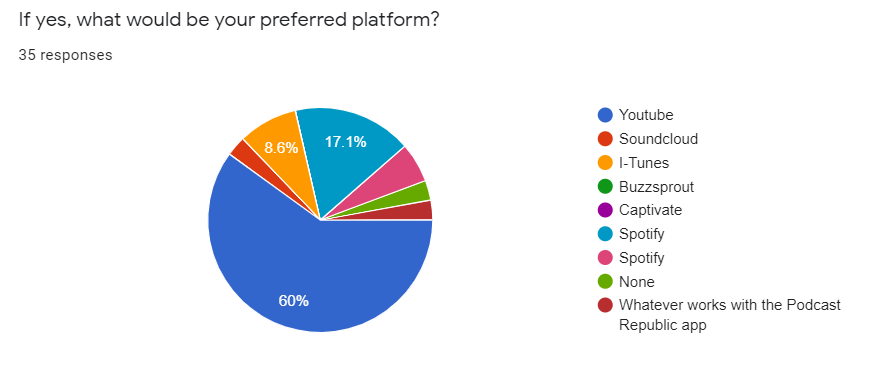 If yes, what would be your preferred platform?
35 responses
8.6%
17.1%
60%
Youtube
Soundcloud
I-Tunes
Buzzsprout
Captivate
Spotify
Spotify
None
Whatever works with the Podcast
Republic app